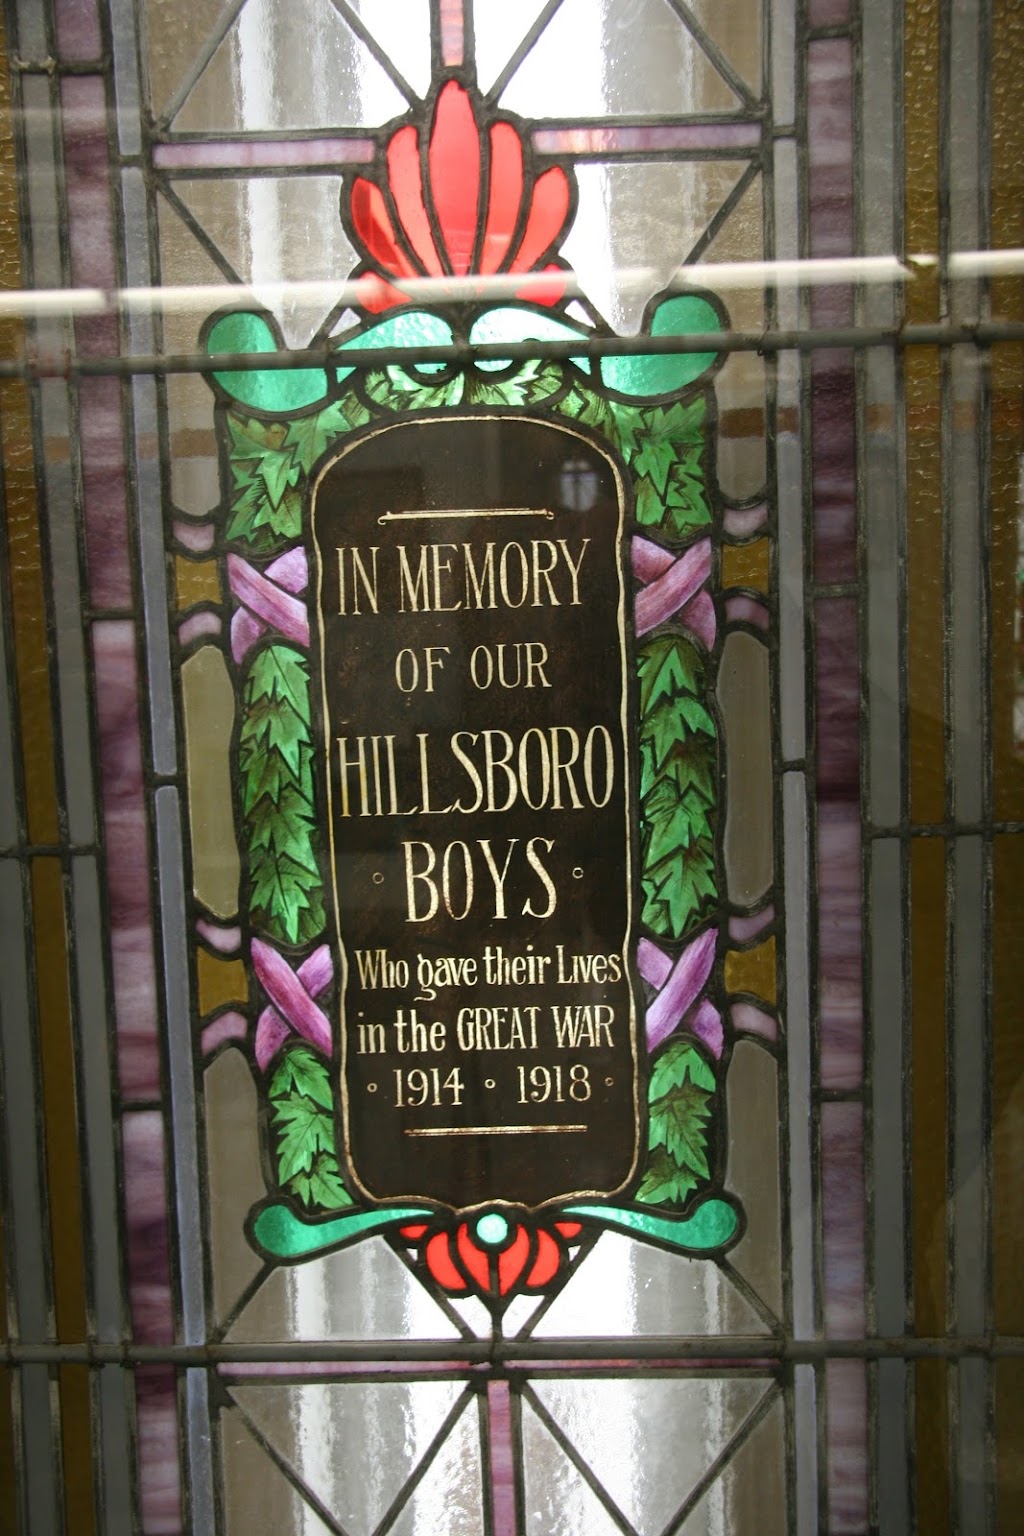 IN MEMORY
OF OUR
HILLSBORO
• BOYS •
Who gave their Lives
in the GREAT WAR
• 1914 • 1918 •